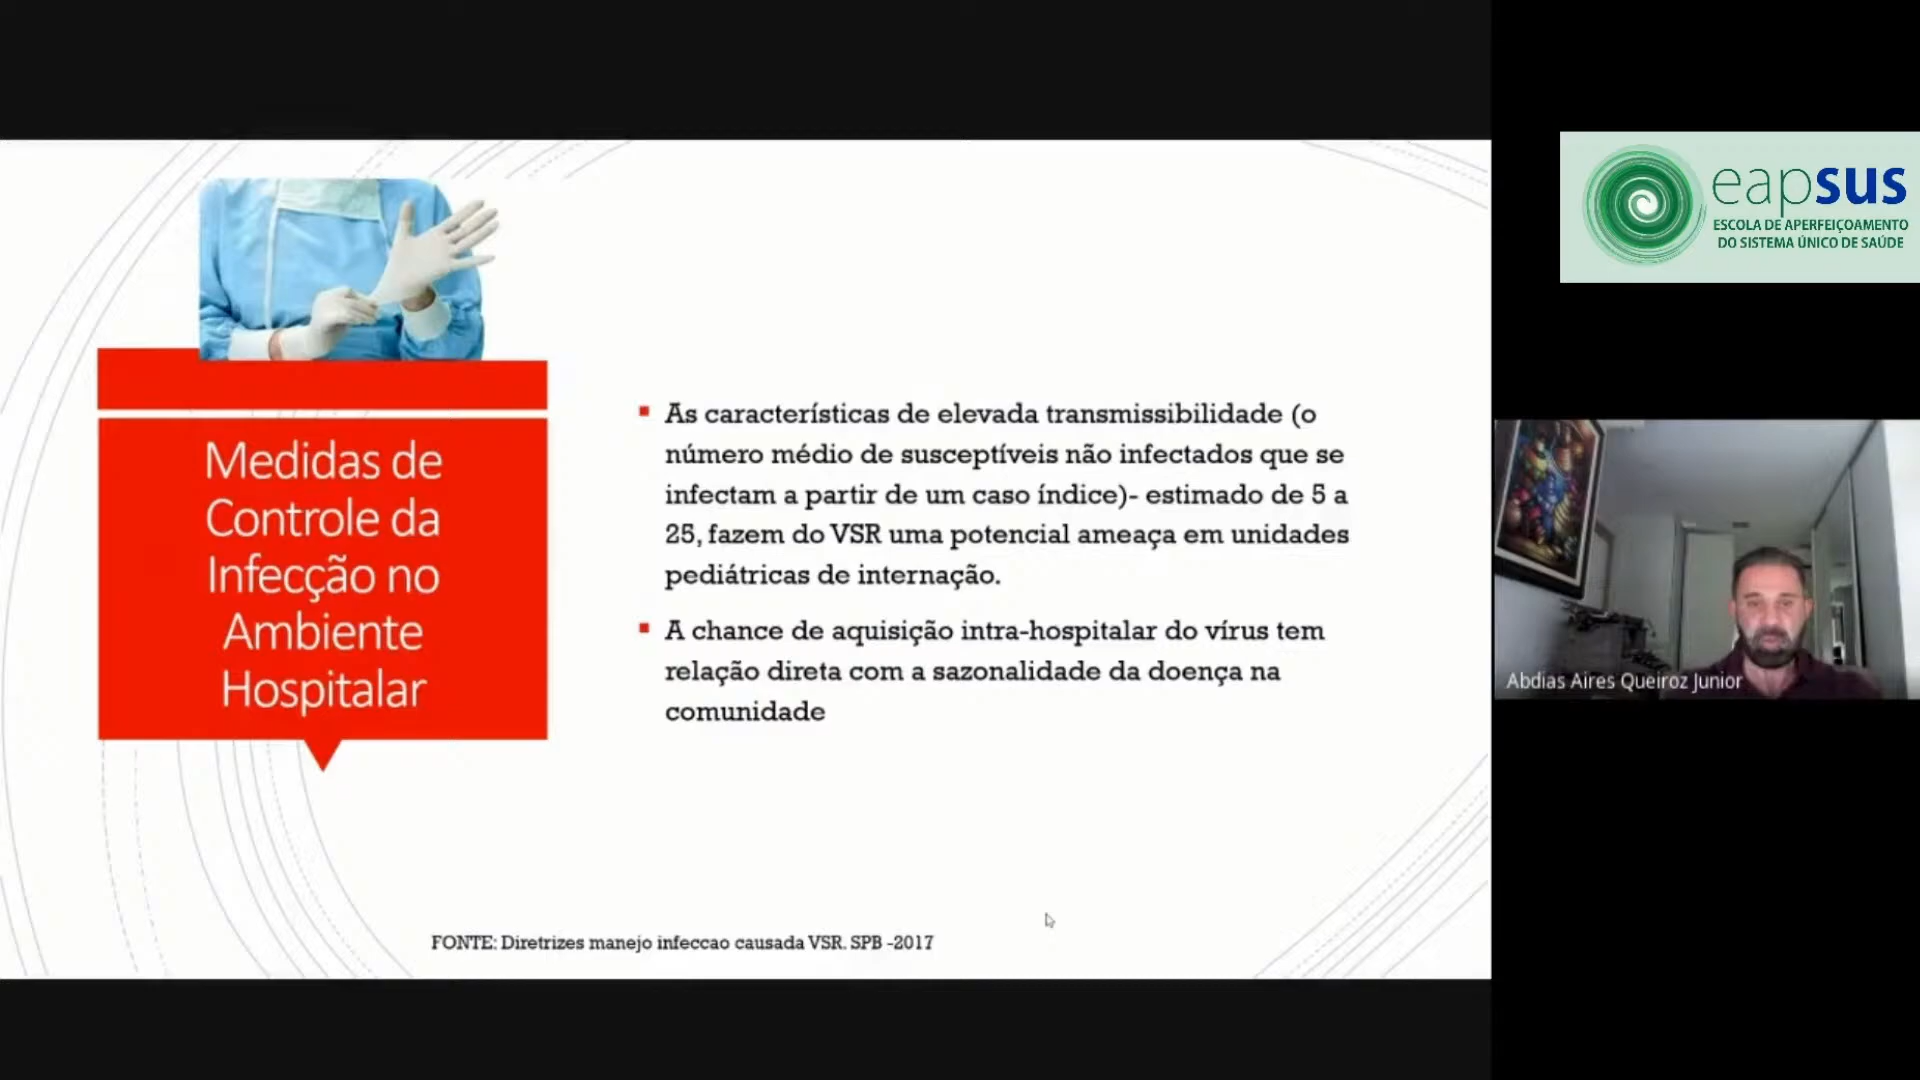 Medidas de
Controle da
Infecção no
Ambiente
Hospitalar
As características de elevada transmissibilidade (o
número médio de susceptíveis não infectados que se
infectam a partir de um caso índice)- estimado de 5 a
25, fazem do VSR uma potencial ameaça em unidades
pediátricas de internação.
A chance de aquisição intra-hospitalar do vírus tem
relação direta com a sazonalidade da doença na
comunidade
FONTE: Diretrizes manejo infeccao causada VSR. SPB -2017
eapsus
ESCOLA DE APERFEIÇOAMENTO
DO SISTEMA ÚNICO DE SAÚDE
Abdias Aires Queiroz Junior